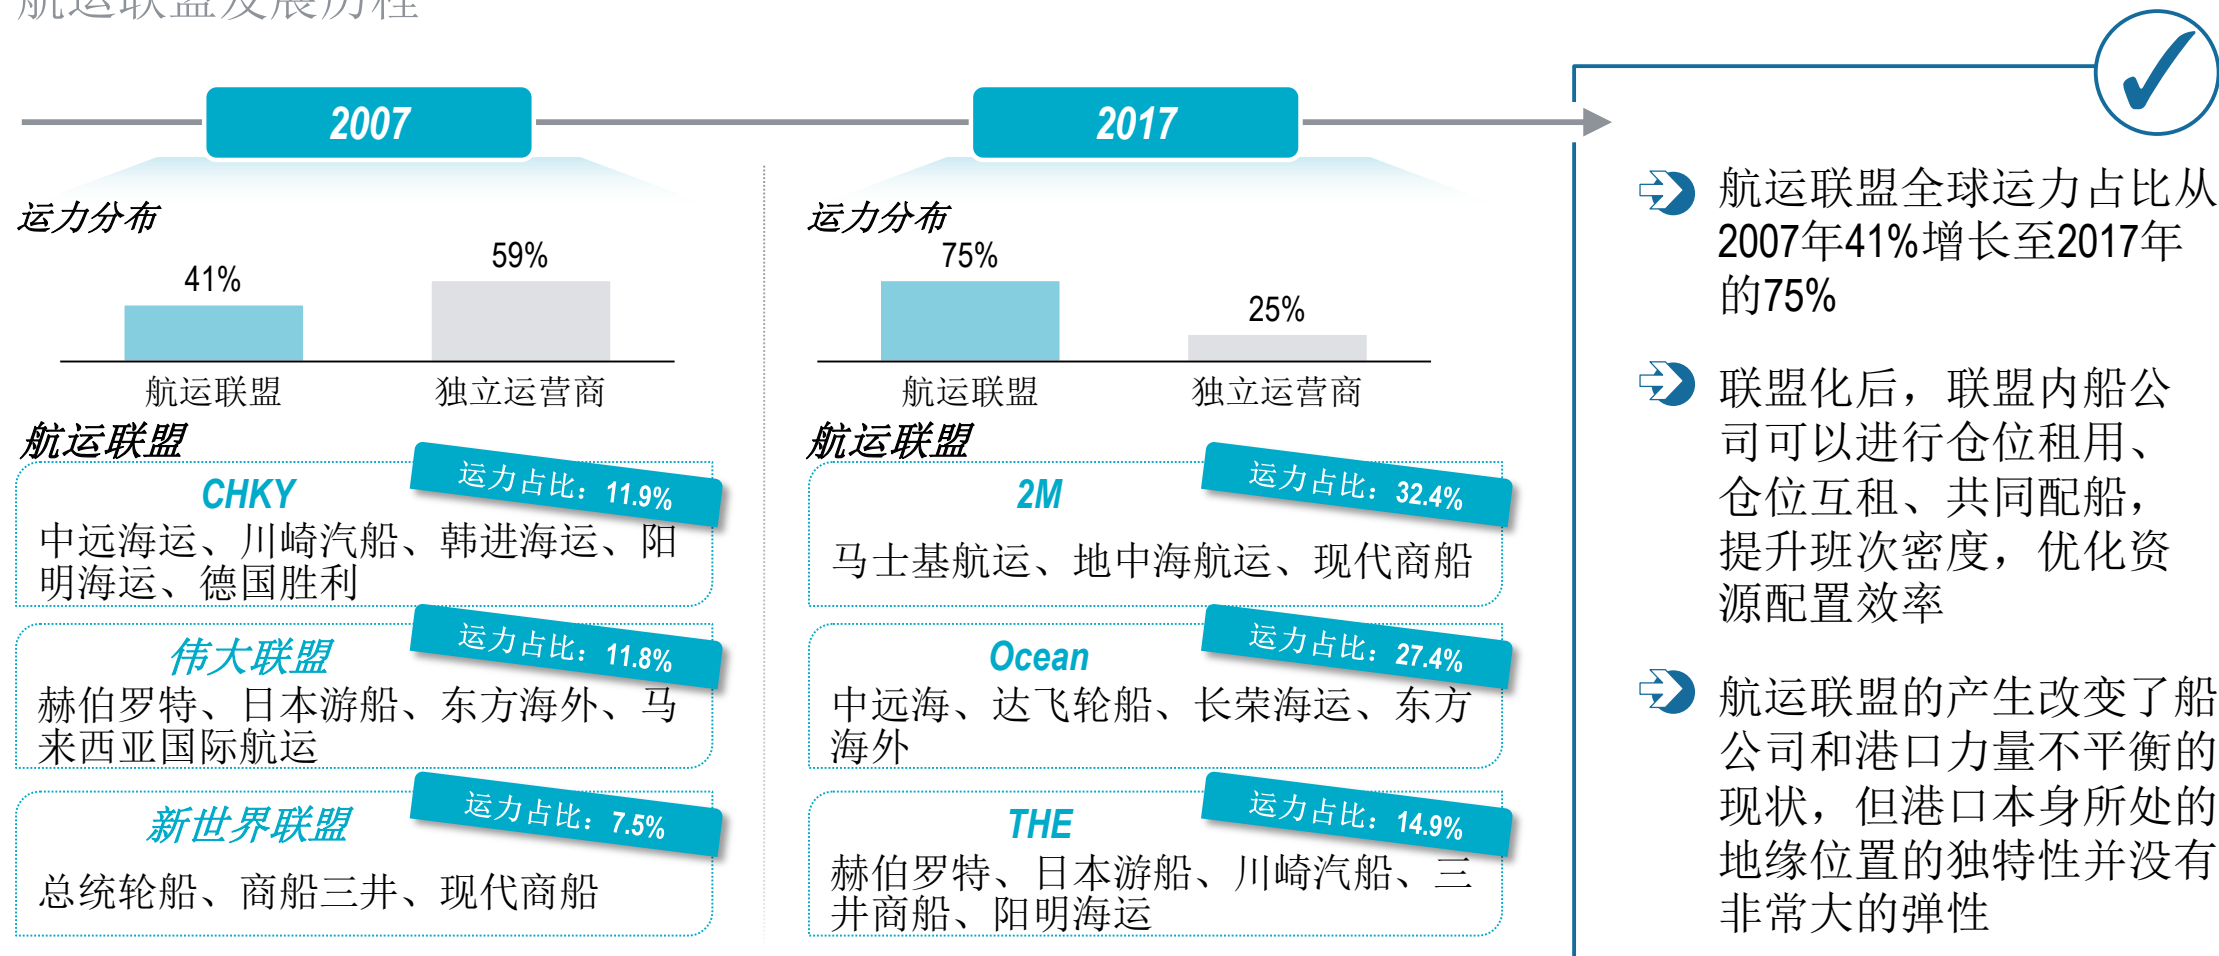 航运联盟发展历程
2007
运力分布
41%
59%
航运联盟
独立运营商
航运联盟
CHKY
运力占比：11.9%
中远海运、川崎汽船、韩进海运、阳
明海运、德国胜利
伟大联盟
运力占比：11.8%
赫伯罗特、日本游船、东方海外、马
来西亚国际航运
新世界联盟
运力占比：7.5%
总统轮船、商船三井、现代商船
2017
运力分布
75%
25%
航运联盟
独立运营商
航运联盟
2M
运力占比：32.4%
马士基航运、地中海航运、现代商船
Ocean
运力占比：27.4%
中远海、达飞轮船、长荣海运、东方
海外
THE
运力占比：14.9%
赫伯罗特、日本游船、川崎汽船、三
井商船、阳明海运
航运联盟全球运力占比从
2007年41%增长至2017年
的75%
联盟化后，联盟内船公
司可以进行仓位租用、
仓位互租、共同配船，
提升班次密度，优化资
源配置效率
航运联盟的产生改变了船
公司和港口力量不平衡的
现状，但港口本身所处的
地缘位置的独特性并没有
非常大的弹性